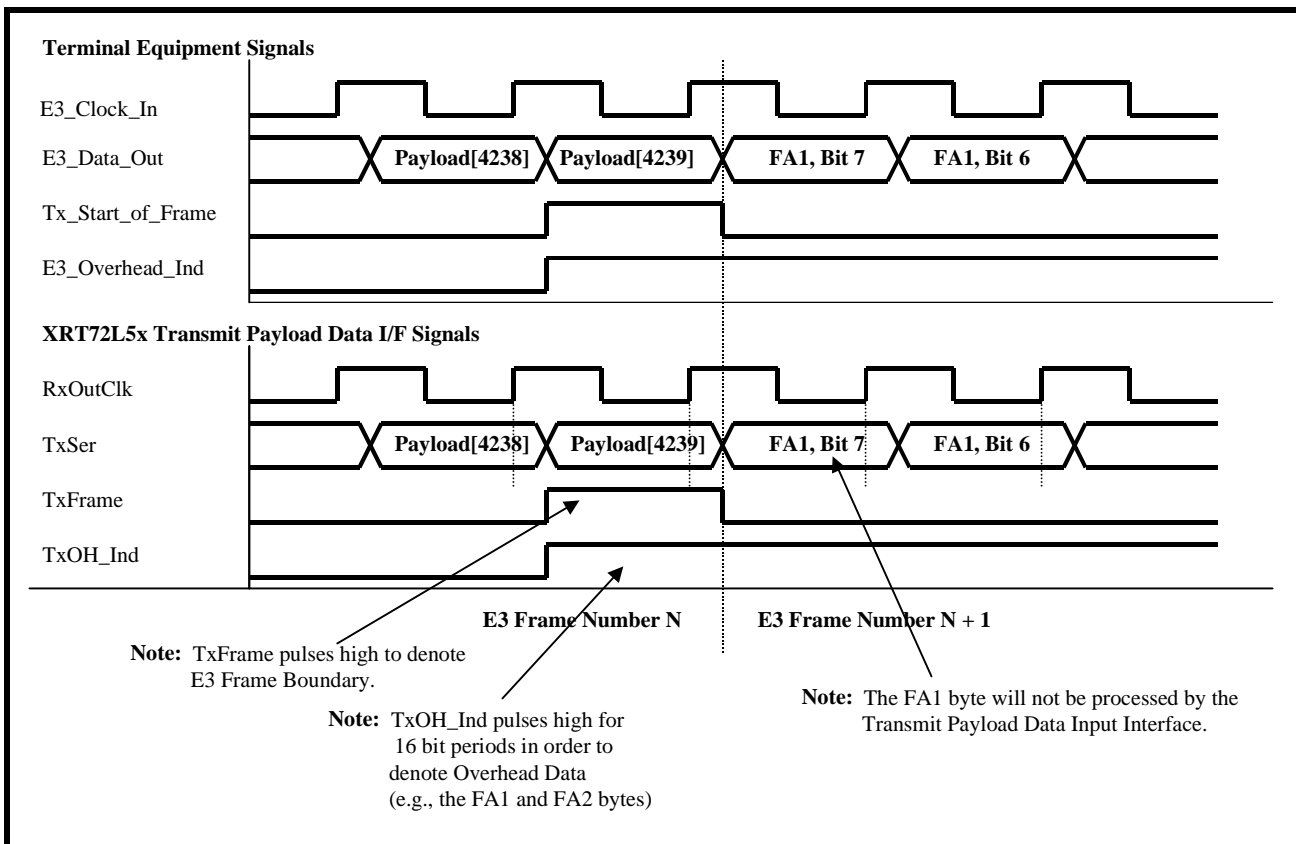 Terminal Equipment Signals
E3_Clock_In
E3_Data_Out
Payload[4238]
Payload[4239]
FA1, Bit 7
FA1, Bit 6
Tx_Start_of_Frame
E3_Overhead_Ind
XRT72L5x Transmit Payload Data I/F Signals
RxOutClk
TxSer
Payload[4238]
Payload[4239]
FA1, Bit 7
FA1, Bit 6
TxFrame
TxOH_Ind
E3 Frame Number N
E3 Frame Number N + 1
Note: TxFrame pulses high to denote
E3 Frame Boundary.
Note: TxOH_Ind pulses high for
16 bit periods in order to
denote Overhead Data
(e.g., the FA1 and FA2 bytes)
Note: The FA1 byte will not be processed by the
Transmit Payload Data Input Interface.